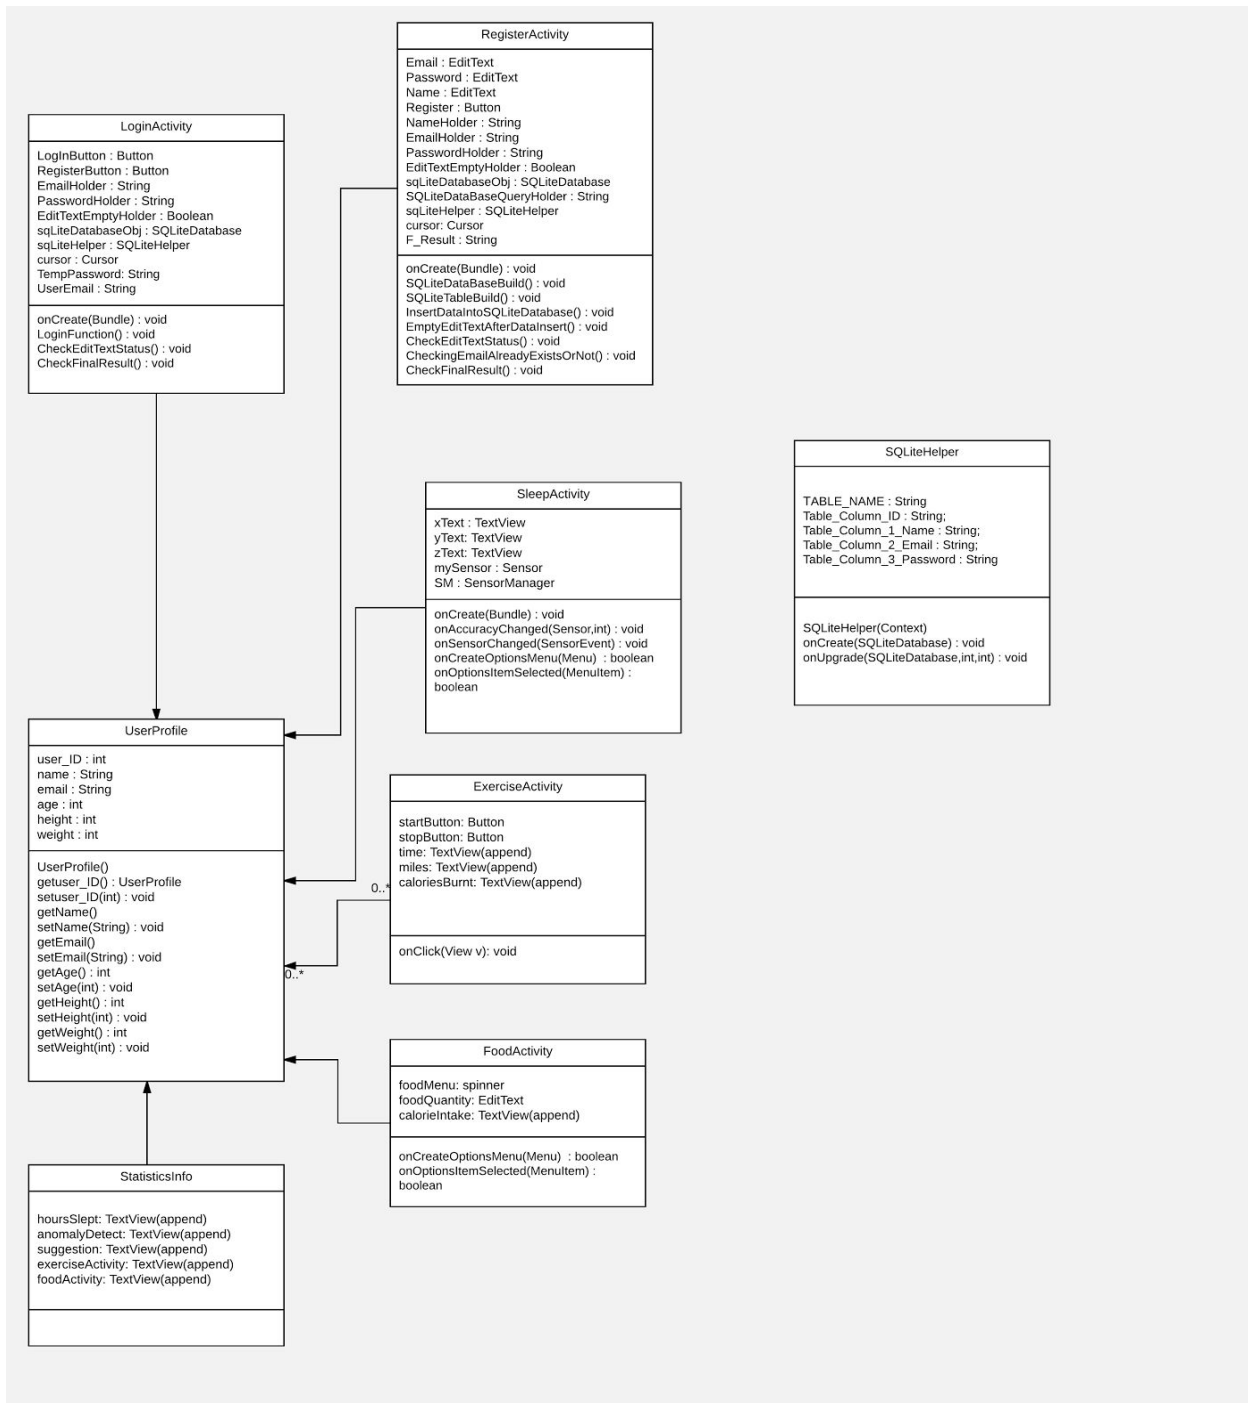 RegisterActivity
Email : EditText
Password : EditText
Name : EditText
Register : Button
NameHolder : String
EmailHolder : String
PasswordHolder : String
EditTextEmptyHolder : Boolean
sqLiteDatabaseObj : SQLiteDatabase
SQLiteDataBaseQueryHolder : String
sqLiteHelper : SQLiteHelper
cursor: Cursor
F_Result : String
onCreate(Bundle) : void
SQLiteDataBaseBuild() : void
SQLiteTableBuild() : void
InsertDataIntoSQLiteDatabase() : void
EmptyEditTextAfterDataInsert() : void
CheckEditTextStatus() : void
CheckingEmailAlreadyExistsOrNot() : void
CheckFinalResult() : void
LoginActivity
LogInButton : Button
RegisterButton : Button
EmailHolder : String
PasswordHolder : String
EditTextEmptyHolder : Boolean
sqLiteDatabaseObj : SQLiteDatabase
sqLiteHelper : SQLiteHelper
cursor : Cursor
TempPassword: String
UserEmail : String
onCreate(Bundle) : void
LoginFunction() : void
CheckEditTextStatus() : void
CheckFinalResult() : void
SQLiteHelper
TABLE_NAME : String
Table_Column_ID : String;
Table_Column_1_Name : String;
Table_Column_2_Email : String;
Table_Column_3_Password : String
SQLiteHelper(Context)
onCreate(SQLiteDatabase) : void
onUpgrade(SQLiteDatabase,int,int) : void
SleepActivity
xText : TextView
yText: TextView
zText: TextView
mySensor : Sensor
SM : SensorManager
onCreate(Bundle) : void
onAccuracyChanged(Sensor,int) : void
onSensorChanged(SensorEvent) : void
onCreateOptionsMenu(Menu) : boolean
onOptionsItemSelected(MenuItem) :
boolean
UserProfile
user_ID : int
name : String
email : String
age : int
height : int
weight : int
UserProfile()
getuser_ID() : UserProfile
setuser_ID(int) : void
getName()
setName(String) : void
getEmail()
setEmail(String) : void
getAge() : int
setAge(int) : void
getHeight() : int
setHeight(int) : void
getWeight() : int
setWeight(int) : void
0..*
0..*
ExerciseActivity
startButton: Button
stopButton: Button
time: TextView(append)
miles: TextView(append)
caloriesBurnt: TextView(append)
onClick(View v): void
FoodActivity
foodMenu: spinner
foodQuantity: EditText
calorieIntake: TextView(append)
onCreateOptionsMenu(Menu) : boolean
onOptionsItemSelected(MenuItem) :
boolean
StatisticsInfo
hoursSlept: TextView(append)
anomalyDetect: TextView(append)
suggestion: TextView(append)
exerciseActivity: TextView(append)
foodActivity: TextView(append)